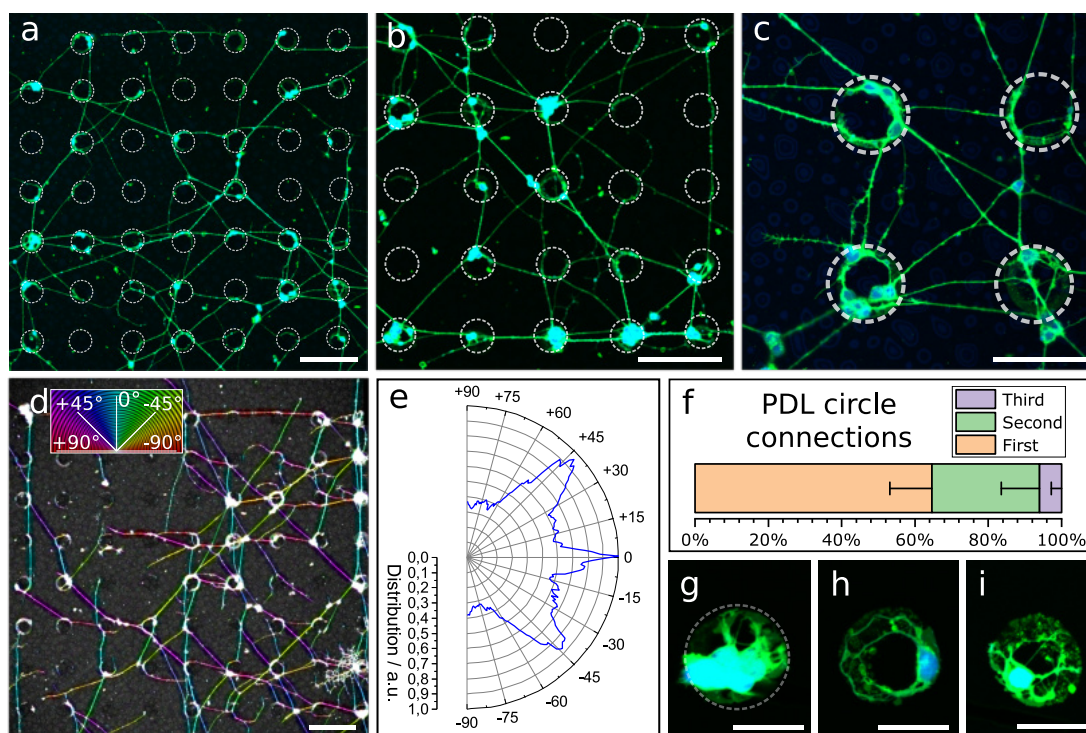 a
b
c
d
+45°
0°
-45°
+90°
-90°
e
+90
+75
+60
+45
+30
+15
0
-15
-30
-45
-60
-75
-90
0,0
0,1
0,2
0,3
0,4
0,5
0,6
0,7
0,8
0,9
1,0
Distribution / a.u.
f
PDL circle
connections
Third
Second
First
0%
20%
40%
60%
80%
100%
g
h
i